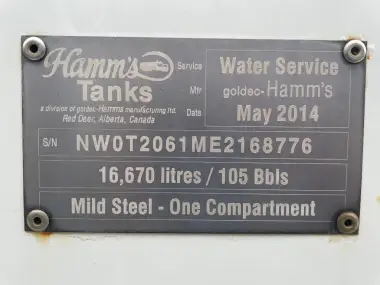 Hamm's Service Water Service
Tanks Mfr goldec-Hamm's
a division of goldec-Hamms manufacturing ltd.
Red Deer, Alberta, Canada Date May 2014
S/N NW0T2061ME2168776
16,670 litres / 105 Bbls
Mild Steel - One Compartment